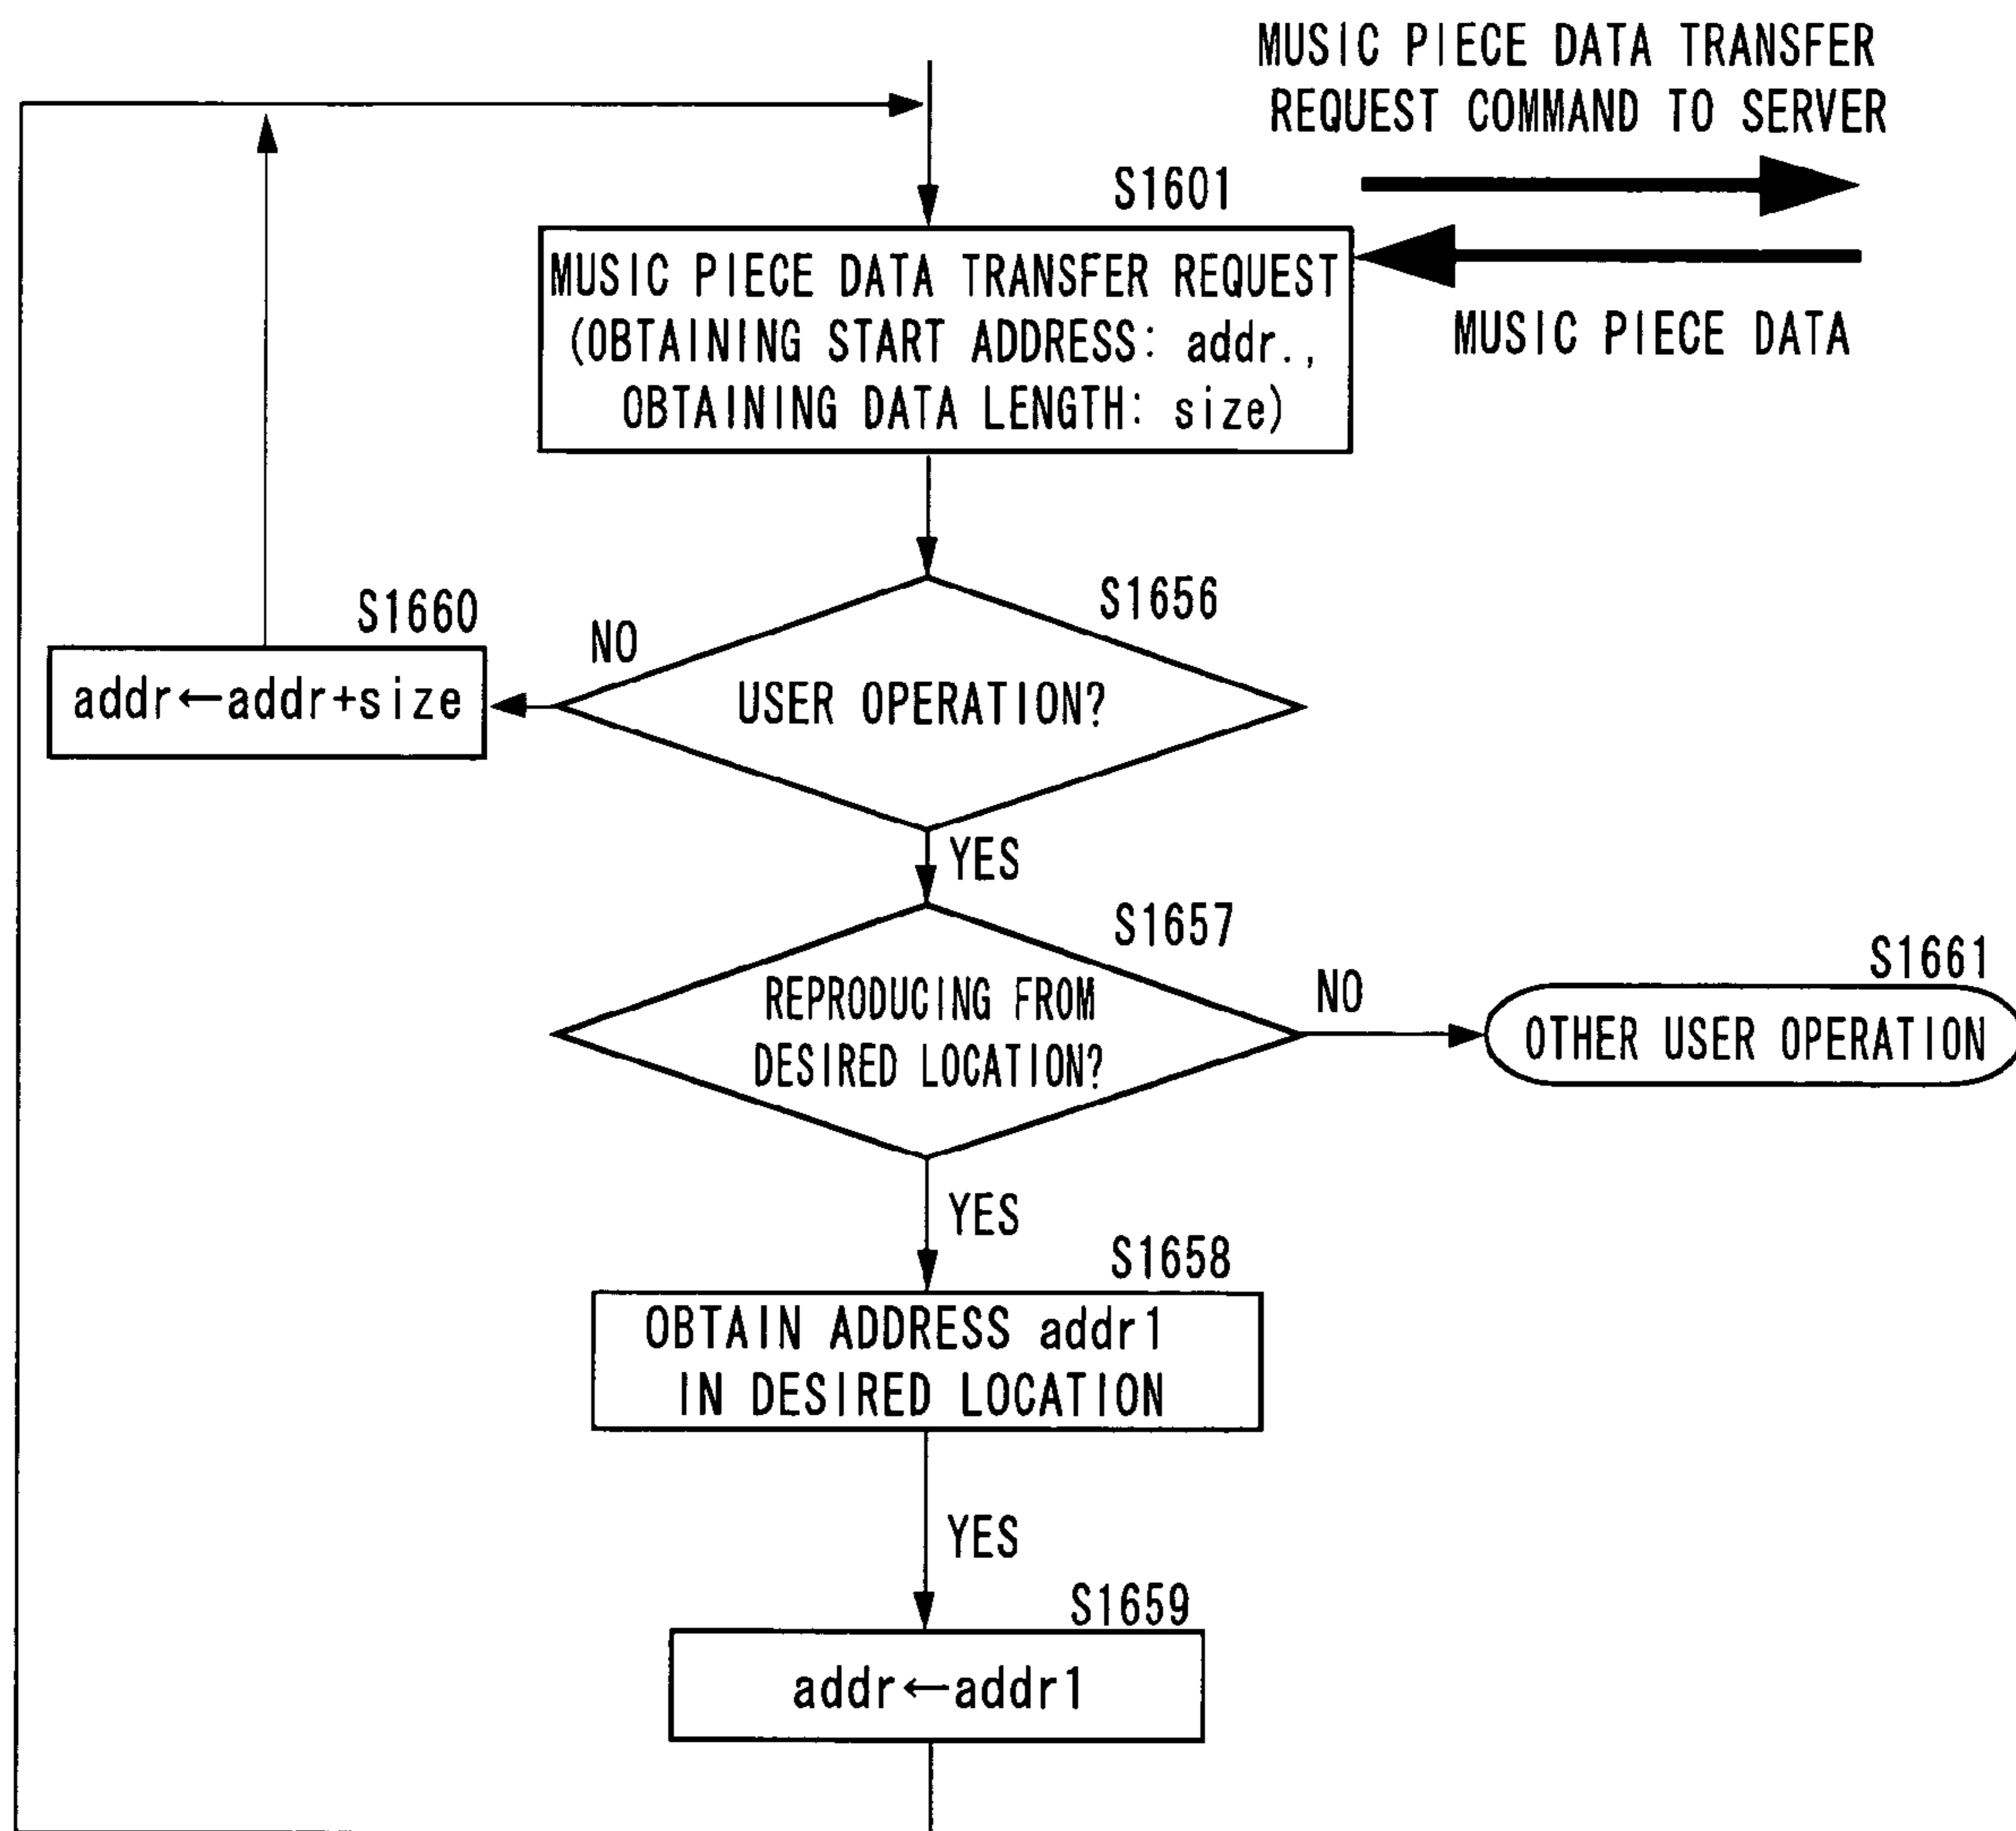 MUSIC PIECE DATA TRANSFER
REQUEST COMMAND TO SERVER
S1601
MUSIC PIECE DATA TRANSFER REQUEST
(OBTAINING START ADDRESS: addr.,
OBTAINING DATA LENGTH: size)
MUSIC PIECE DATA
S1656
S1660
NO
addr←addr+size
USER OPERATION?
YES
S1657
REPRODUCING FROM
DESIRED LOCATION?
NO
S1661
OTHER USER OPERATION
YES
S1658
OBTAIN ADDRESS addr1
IN DESIRED LOCATION
YES
S1659
addr←addr1